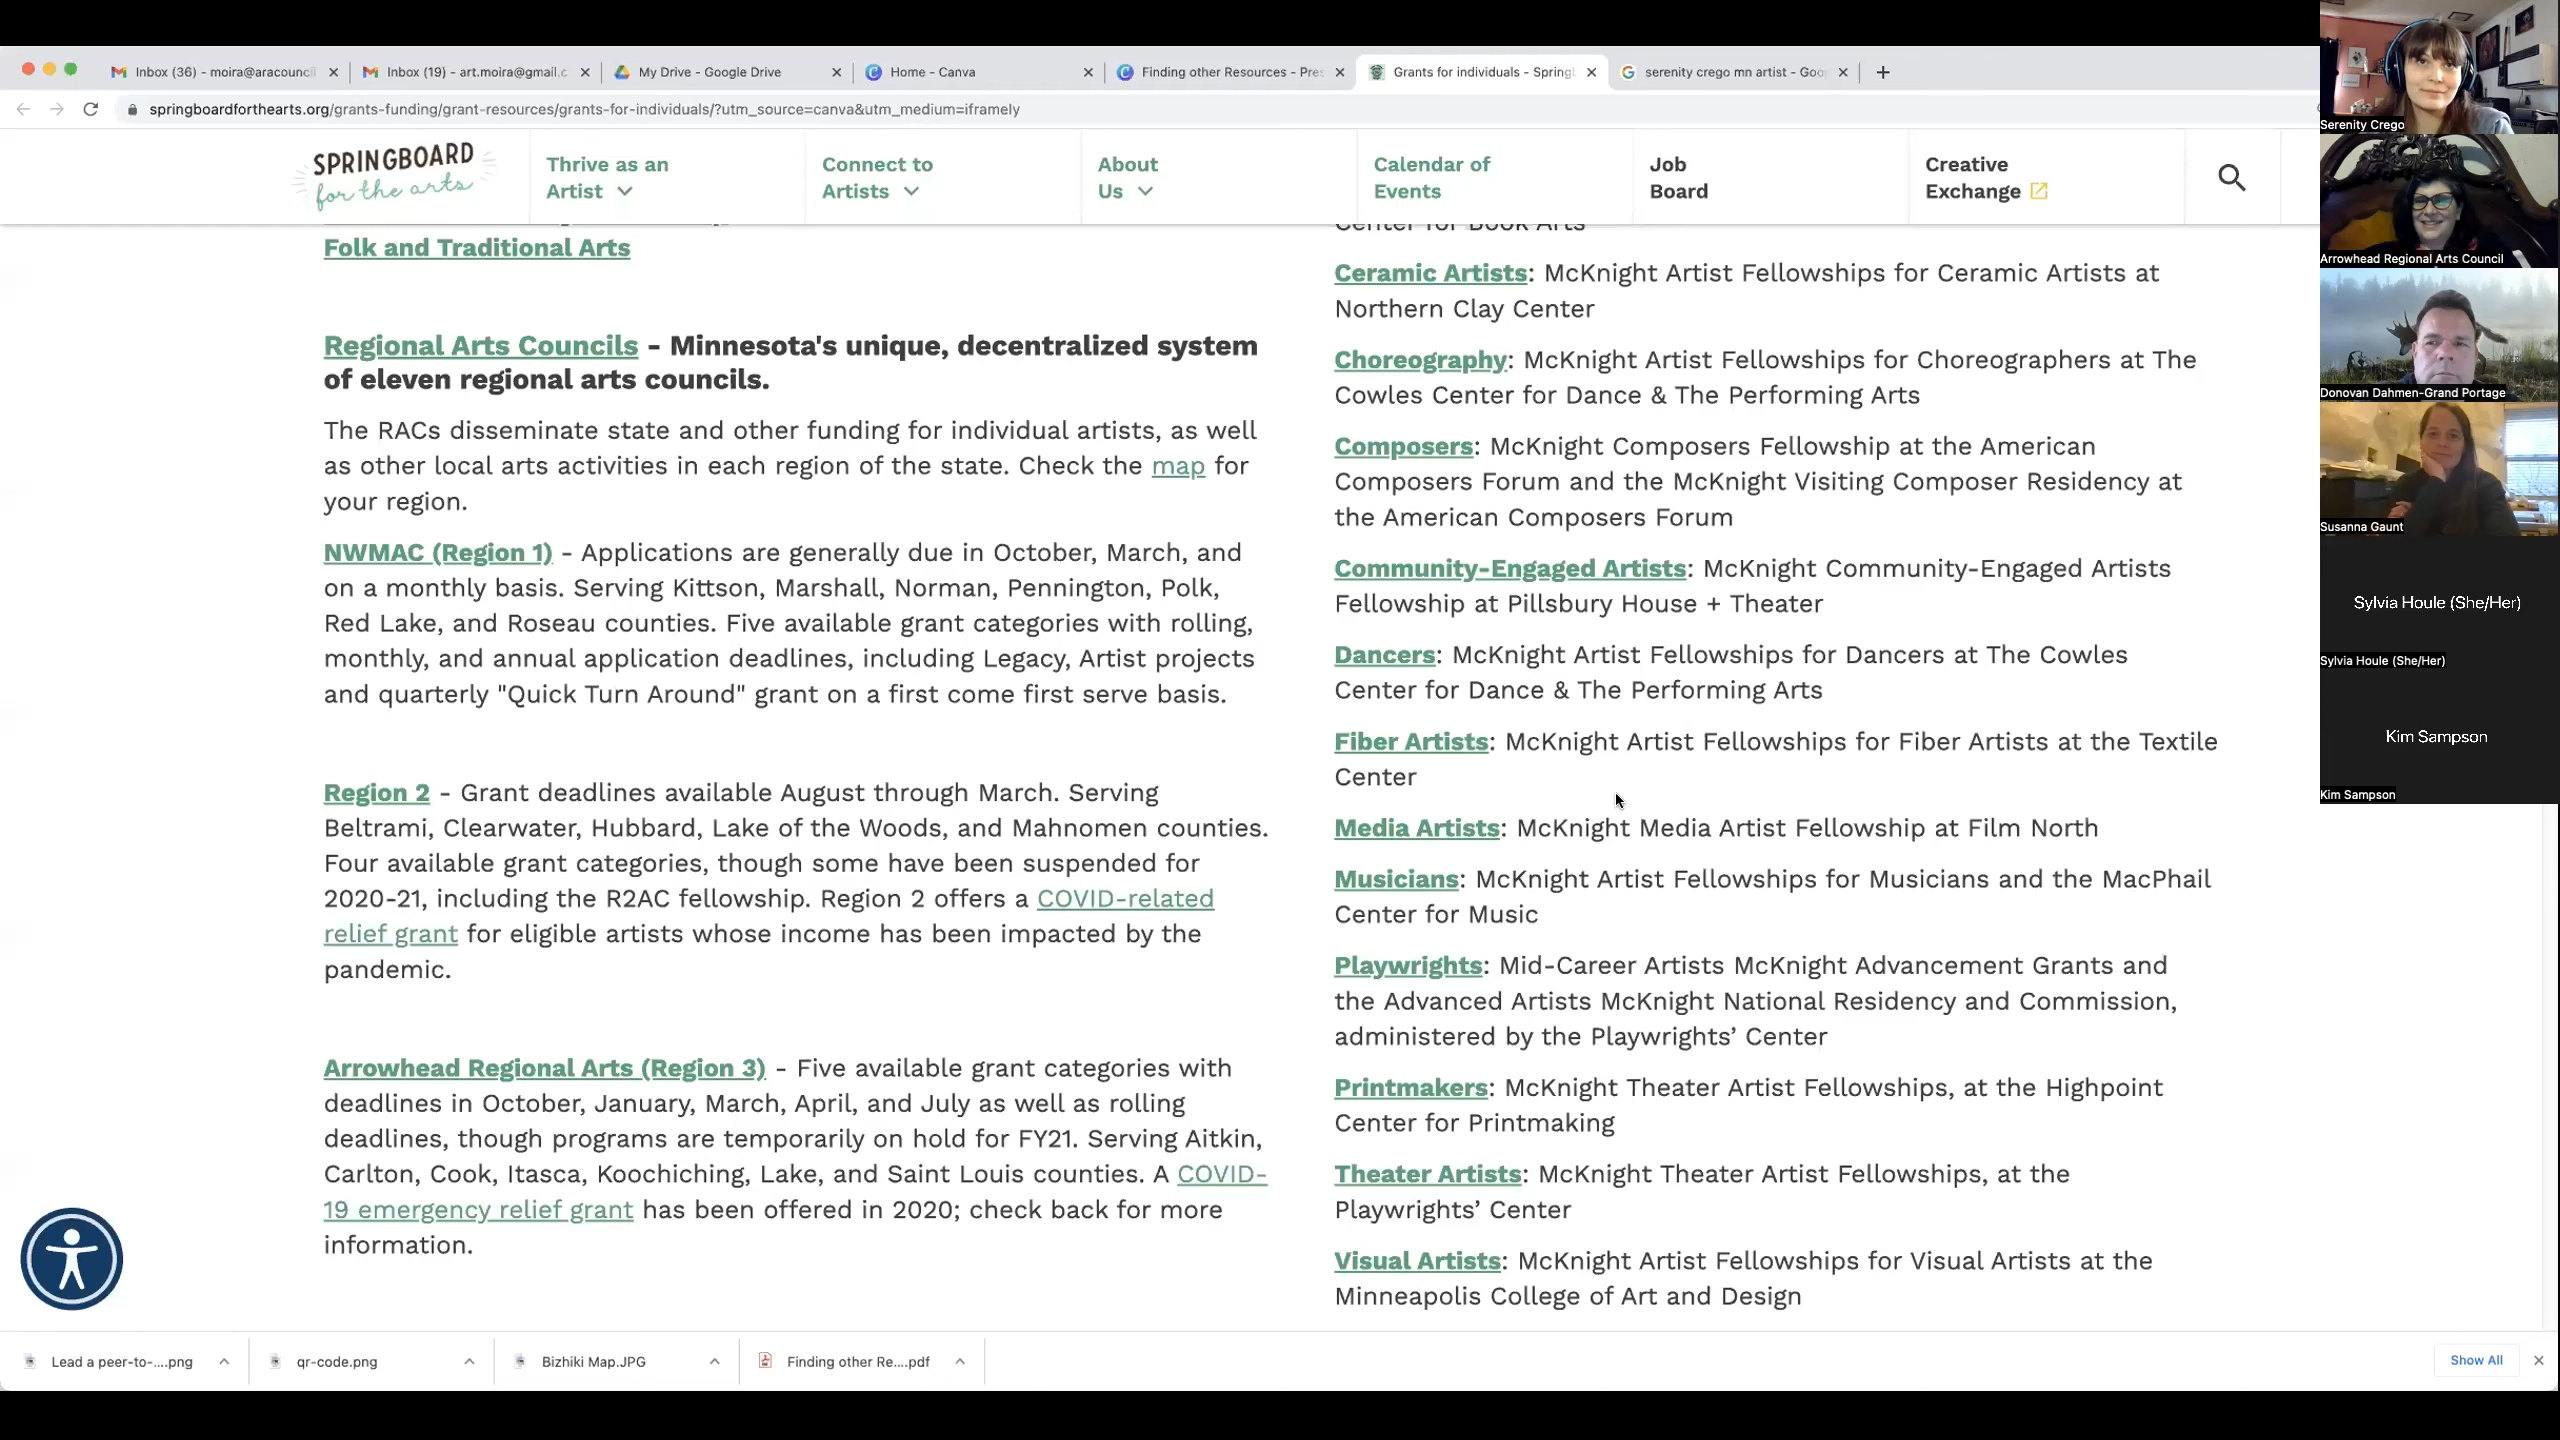 Inbox (36) - moira@aracounci
Inbox (19) - art.moira@gmail.c
My Drive - Google Drive
Home - Canva
Finding other Resources - Pres
Grants for individuals - Springb
serenity crego mn artist - Goo
springboardforthearts.org/grants-funding/grant-resources/grants-for-individuals/?utm_source=canva&utm_medium=iframely
SPRINGBOARD
for the arts
Thrive as an
Artist
Connect to
Artists
About
Us
Calendar of
Events
Job
Board
Creative
Exchange
Folk and Traditional Arts
Regional Arts Councils - Minnesota's unique, decentralized system
of eleven regional arts councils.
The RACs disseminate state and other funding for individual artists, as well
as other local arts activities in each region of the state. Check the map for
your region.
NWMAC (Region 1) - Applications are generally due in October, March, and
on a monthly basis. Serving Kittson, Marshall, Norman, Pennington, Polk,
Red Lake, and Roseau counties. Five available grant categories with rolling,
monthly, and annual application deadlines, including Legacy, Artist projects
and quarterly "Quick Turn Around" grant on a first come first serve basis.
Region 2 - Grant deadlines available August through March. Serving
Beltrami, Clearwater, Hubbard, Lake of the Woods, and Mahnomen counties.
Four available grant categories, though some have been suspended for
2020-21, including the R2AC fellowship. Region 2 offers a COVID-related
relief grant for eligible artists whose income has been impacted by the
pandemic.
Arrowhead Regional Arts (Region 3) - Five available grant categories with
deadlines in October, January, March, April, and July as well as rolling
deadlines, though programs are temporarily on hold for FY21. Serving Aitkin,
Carlton, Cook, Itasca, Koochiching, Lake, and Saint Louis counties. A COVID-
19 emergency relief grant has been offered in 2020; check back for more
information.
Center for Book Arts
Ceramic Artists: McKnight Artist Fellowships for Ceramic Artists at
Northern Clay Center
Choreography: McKnight Artist Fellowships for Choreographers at The
Cowles Center for Dance & The Performing Arts
Composers: McKnight Composers Fellowship at the American
Composers Forum and the McKnight Visiting Composer Residency at
the American Composers Forum
Community-Engaged Artists: McKnight Community-Engaged Artists
Fellowship at Pillsbury House + Theater
Dancers: McKnight Artist Fellowships for Dancers at The Cowles
Center for Dance & The Performing Arts
Fiber Artists: McKnight Artist Fellowships for Fiber Artists at the Textile
Center
Media Artists: McKnight Media Artist Fellowship at Film North
Musicians: McKnight Artist Fellowships for Musicians and the MacPhail
Center for Music
Playwrights: Mid-Career Artists McKnight Advancement Grants and
the Advanced Artists McKnight National Residency and Commission,
administered by the Playwrights' Center
Printmakers: McKnight Theater Artist Fellowships, at the Highpoint
Center for Printmaking
Theater Artists: McKnight Theater Artist Fellowships, at the
Playwrights' Center
Visual Artists: McKnight Artist Fellowships for Visual Artists at the
Minneapolis College of Art and Design
Serenity Crego
Arrowhead Regional Arts Council
Donovan Dahmen-Grand Portage
Susanna Gaunt
Sylvia Houle (She/Her)
Sylvia Houle (She/Her)
Kim Sampson
Kim Sampson
Lead a peer-to-....png
qr-code.png
Bizhiki Map.JPG
Finding other Re....pdf
Show All